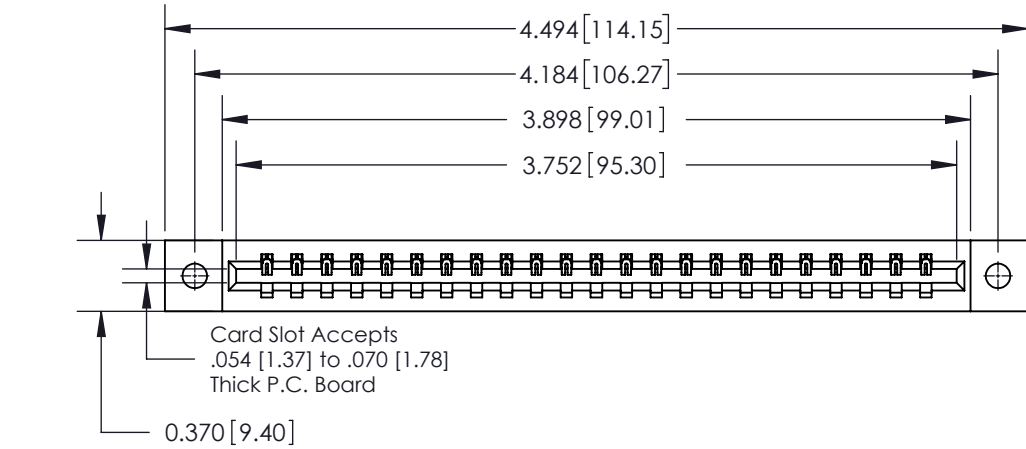 4.494[114.15]
4.184[106.27]
3.898[99.01]
3.752[95.30]
Card Slot Accepts
.054 [1.37] to .070 [1.78]
Thick P.C. Board
0.370[9.40]